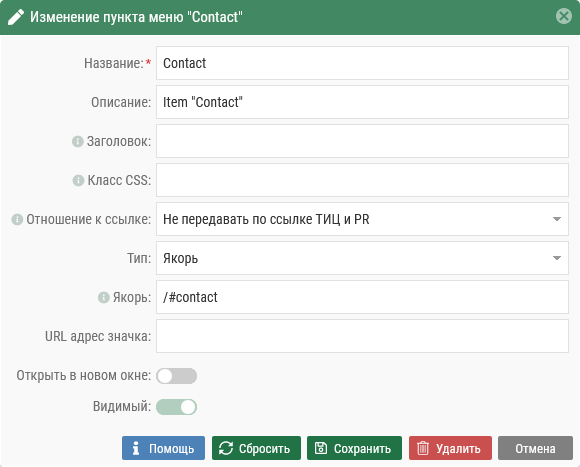 Изменение пункта меню "Contact"
Название:* Contact
Описание: Item "Contact"
Заголовок:
Класс CSS:
Отношение к ссылке: Не передавать по ссылке ТИЦ и PR
Тип: Якорь
Якорь: /#contact
URL адрес значка:
Открыть в новом окне:
Видимый:
Помощь Сбросить Сохранить Удалить Отмена